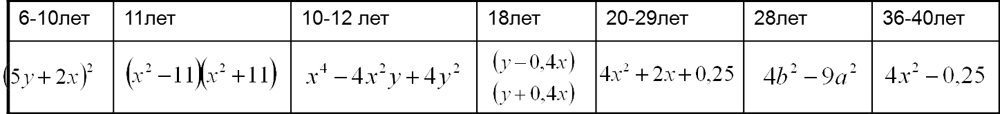 6-10лет 11лет 10-12 лет 18лет 20-29лет 28лет 36-40лет
(5y+2x)² (x²−11)(x²+11) x⁴−4x²y+4y² (y−0,4x) 4x²+2x+0,25 4b²−9a² 4x²−0,25
(y+0,4x)